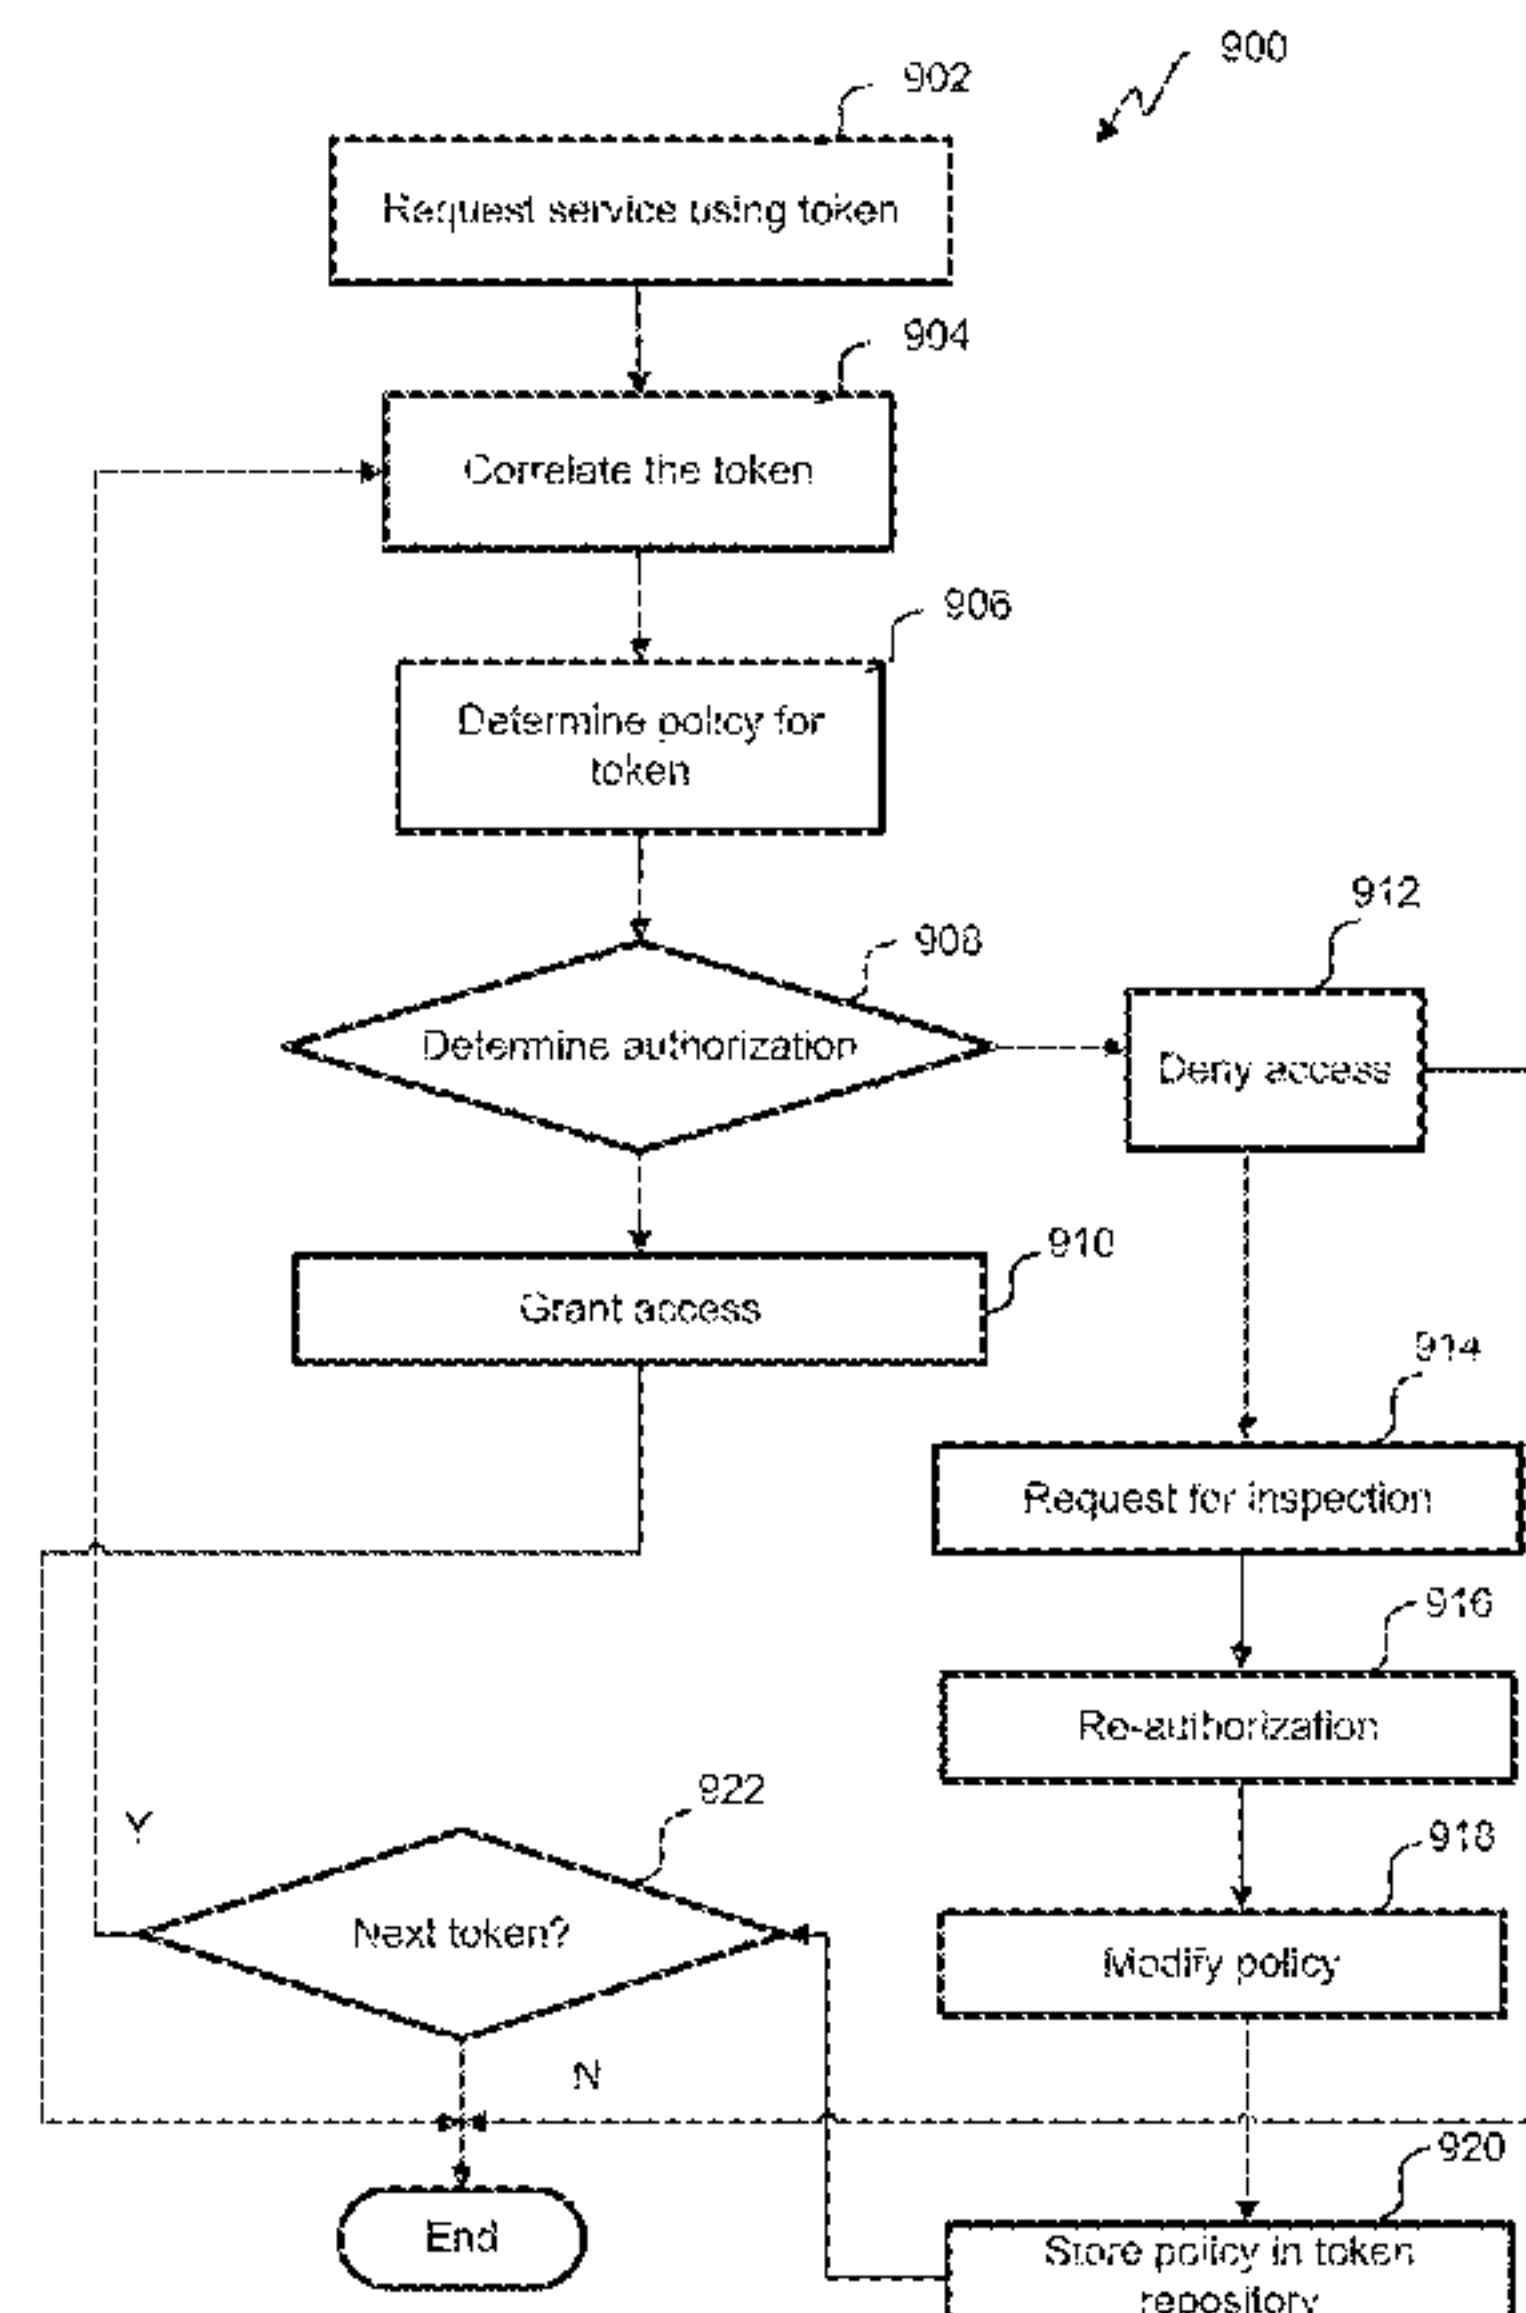 900
902
Request service using token
904
Correlate the token
906
Determine policy for
token
908
Determine authorization
912
Deny access
910
Grant access
914
Request for inspection
916
Re-authorization
918
Modify policy
922
Y
Next token?
N
920
Store policy in token
repository
End